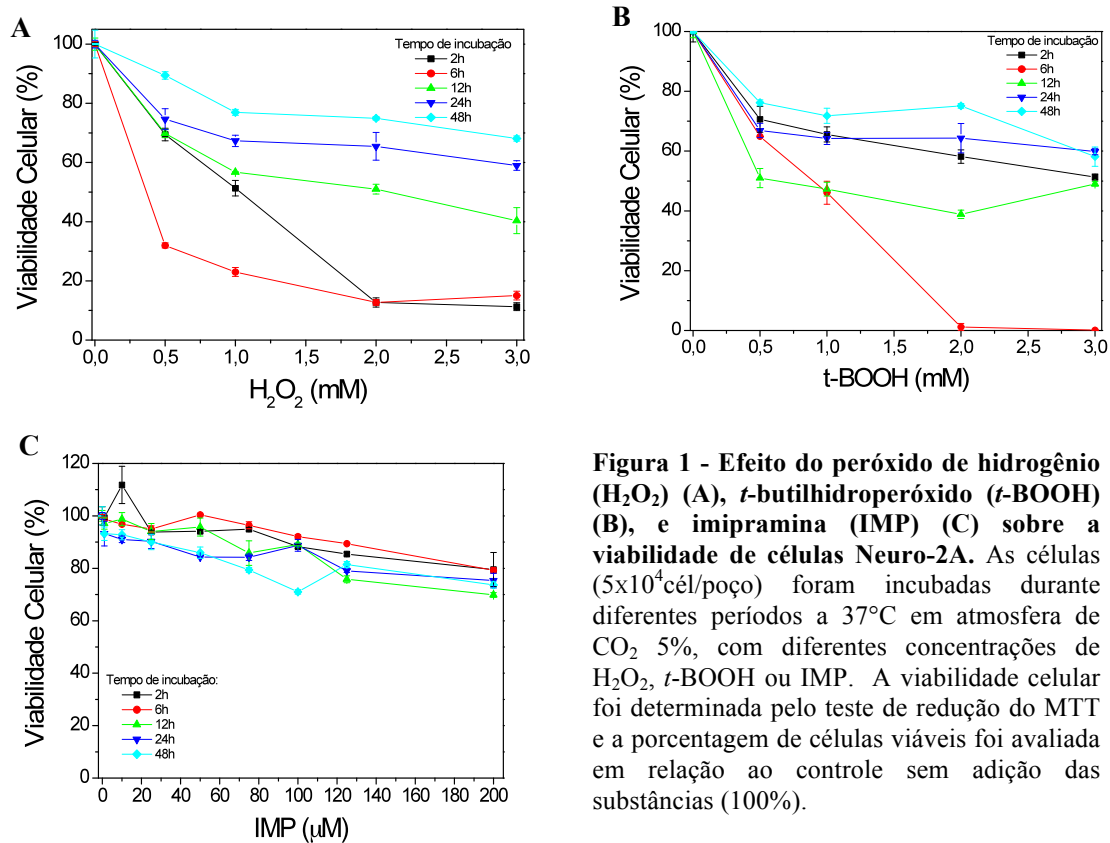 A
Viabilidade Celular (%)
100
80
60
40
20
0
0,0 0,5 1,0 1,5 2,0 2,5 3,0
H₂O₂ (mM)
Tempo de incubação
2h
6h
12h
24h
48h
B
Viabilidade Celular (%)
100
80
60
40
20
0
0,0 0,5 1,0 1,5 2,0 2,5 3,0
t-BOOH (mM)
Tempo de incubação
2h
6h
12h
24h
48h
C
Viabilidade Celular (%)
120
100
80
60
40
20
0
0 20 40 60 80 100 120 140 160 180 200
IMP (µM)
Tempo de incubação:
2h
6h
12h
24h
48h
Figura 1 - Efeito do peróxido de hidrogênio
(H₂O₂) (A), t-butilhidroperóxido (t-BOOH)
(B), e imipramina (IMP) (C) sobre a
viabilidade de células Neuro-2A. As células
(5x10⁴cél/poço) foram incubadas durante
diferentes períodos a 37°C em atmosfera de
CO₂ 5%, com diferentes concentrações de
H₂O₂, t-BOOH ou IMP. A viabilidade celular
foi determinada pelo teste de redução do MTT
e a porcentagem de células viáveis foi avaliada
em relação ao controle sem adição das
substâncias (100%).